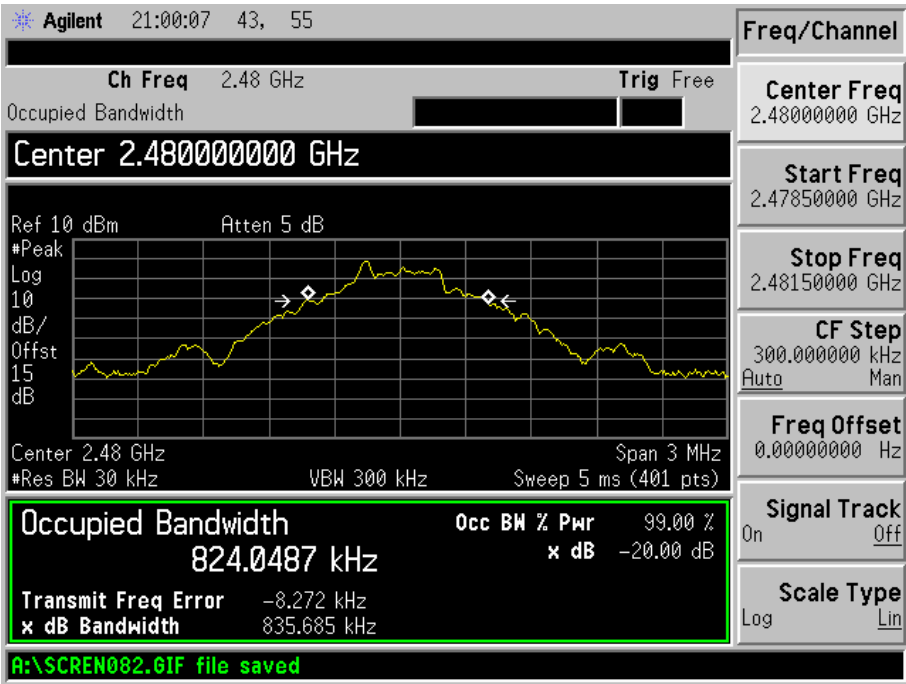 Agilent 21:00:07 43, 55
Freq/Channel
Ch Freq 2.48 GHz Trig Free
Occupied Bandwidth
Center 2.480000000 GHz
Ref 10 dBm Atten 5 dB
#Peak
Log
10
dB/
Offst
15
dB
Center 2.48 GHz Span 3 MHz
#Res BW 30 kHz VBW 300 kHz Sweep 5 ms (401 pts)
Occupied Bandwidth
824.0487 kHz
Occ BW % Pwr 99.00 %
x dB -20.00 dB
Transmit Freq Error -8.272 kHz
x dB Bandwidth 835.685 kHz
A:\SCREN082.GIF file saved
Center Freq
2.48000000 GHz
Start Freq
2.47850000 GHz
Stop Freq
2.48150000 GHz
CF Step
300.000000 kHz
Auto Man
Freq Offset
0.00000000 Hz
Signal Track
On Off
Scale Type
Log Lin